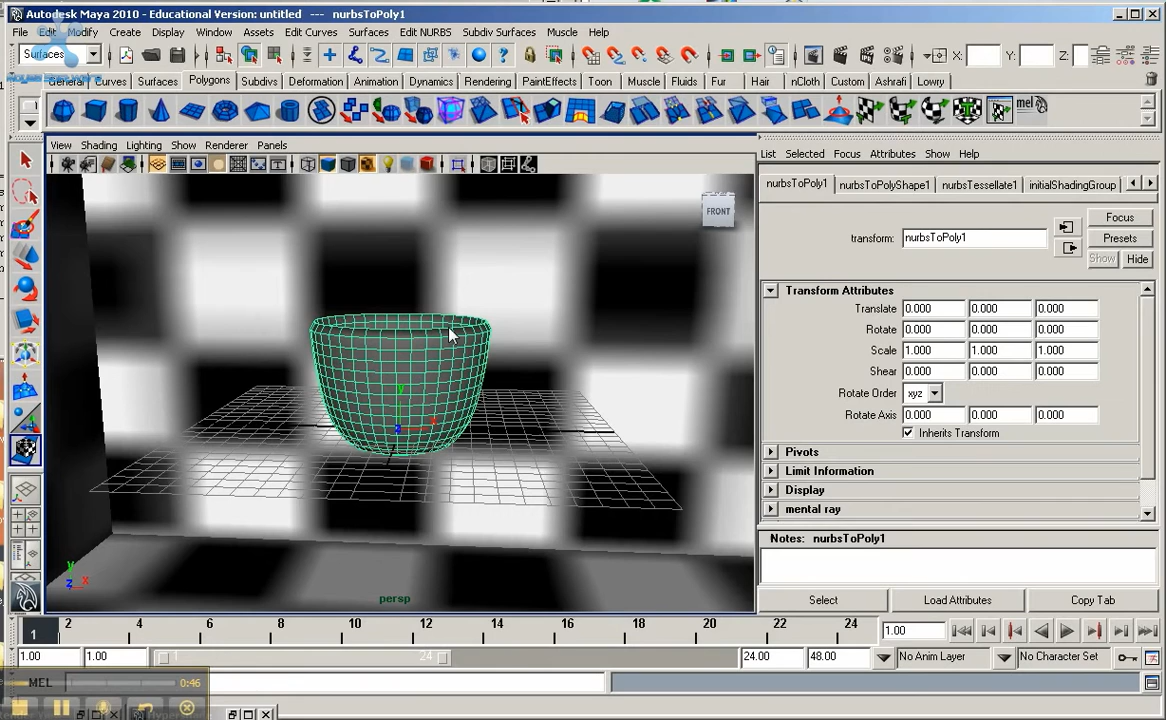 Autodesk Maya 2010 - Educational Version: untitled   ---   nurbsToPoly1
File Edit Modify Create Display Window Assets Edit Curves Surfaces Edit NURBS Subdiv Surfaces Muscle Help
Surfaces X: Y: Z:
General Curves Surfaces Polygons Subdivs Deformation Animation Dynamics Rendering PaintEffects Toon Muscle Fluids Fur Hair nCloth Custom Ashrafi Lowry
mel
View Shading Lighting Show Renderer Panels
List Selected Focus Attributes Show Help
nurbsToPoly1 nurbsToPolyShape1 nurbsTessellate1 initialShadingGroup
FRONT
Focus
transform: nurbsToPoly1 Presets
Show Hide
Transform Attributes
Translate 0.000 0.000 0.000
Rotate 0.000 0.000 0.000
Scale 1.000 1.000 1.000
Shear 0.000 0.000 0.000
Rotate Order xyz
Rotate Axis 0.000 0.000 0.000
Inherits Transform
Pivots
Limit Information
Display
mental ray
Notes: nurbsToPoly1
y
x
z
y
z x
persp
Select Load Attributes Copy Tab
1 2 4 6 8 10 12 14 16 18 20 22 24 1.00
1.00 1.00 1 24 24.00 48.00 No Anim Layer No Character Set
MEL 0:46